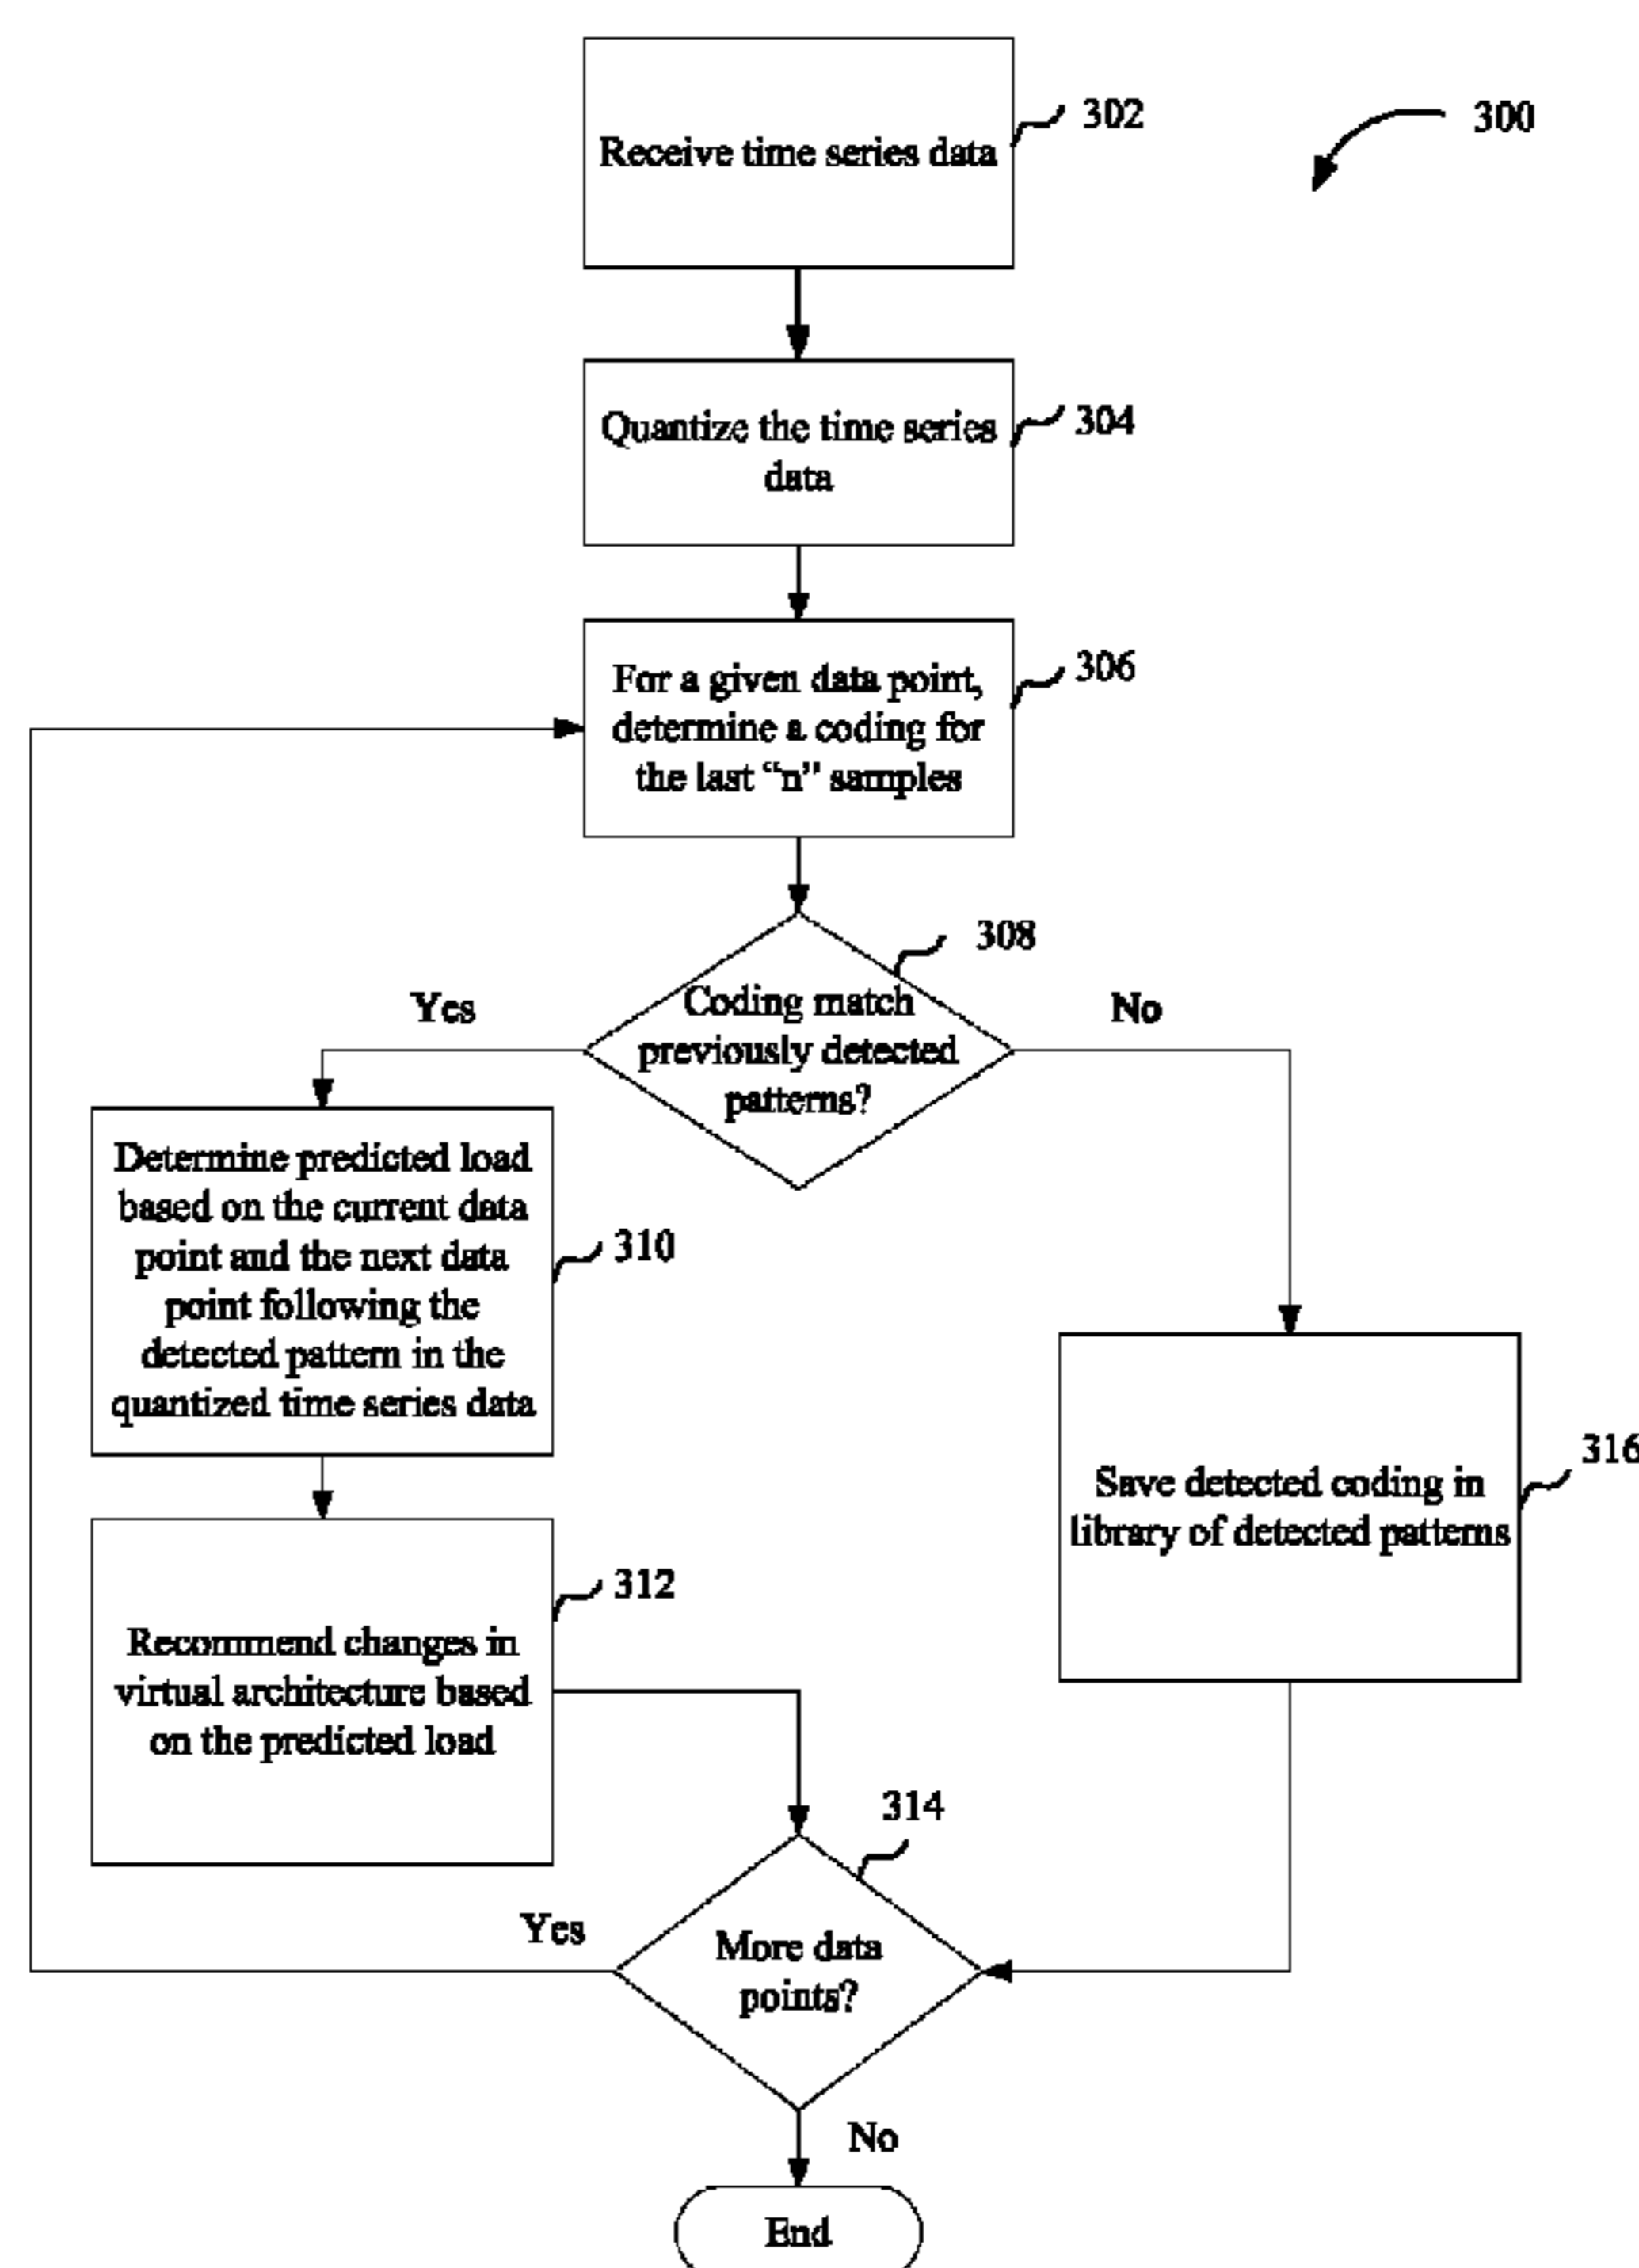 Receive time series data
302
300
Quantize the time series
data
304
For a given data point,
determine a coding for
the last “n” samples
306
308
Yes
Coding match
previously detected
patterns?
No
Determine predicted load
based on the current data
point and the next data
point following the
detected pattern in the
quantized time series data
310
Save detected coding in
library of detected patterns
316
Recommend changes in
virtual architecture based
on the predicted load
312
314
Yes
More data
points?
No
End